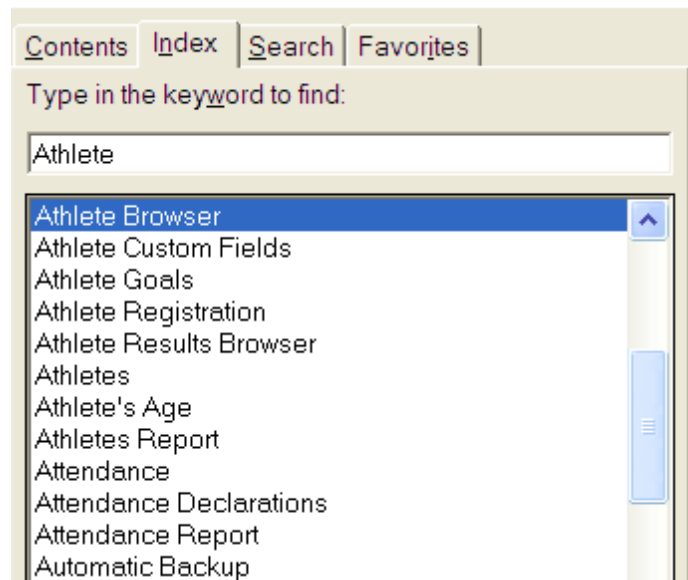 Contents Index Search Favorites
Type in the keyword to find:
Athlete
Athlete Browser
Athlete Custom Fields
Athlete Goals
Athlete Registration
Athlete Results Browser
Athletes
Athlete's Age
Athletes Report
Attendance
Attendance Declarations
Attendance Report
Automatic Backup